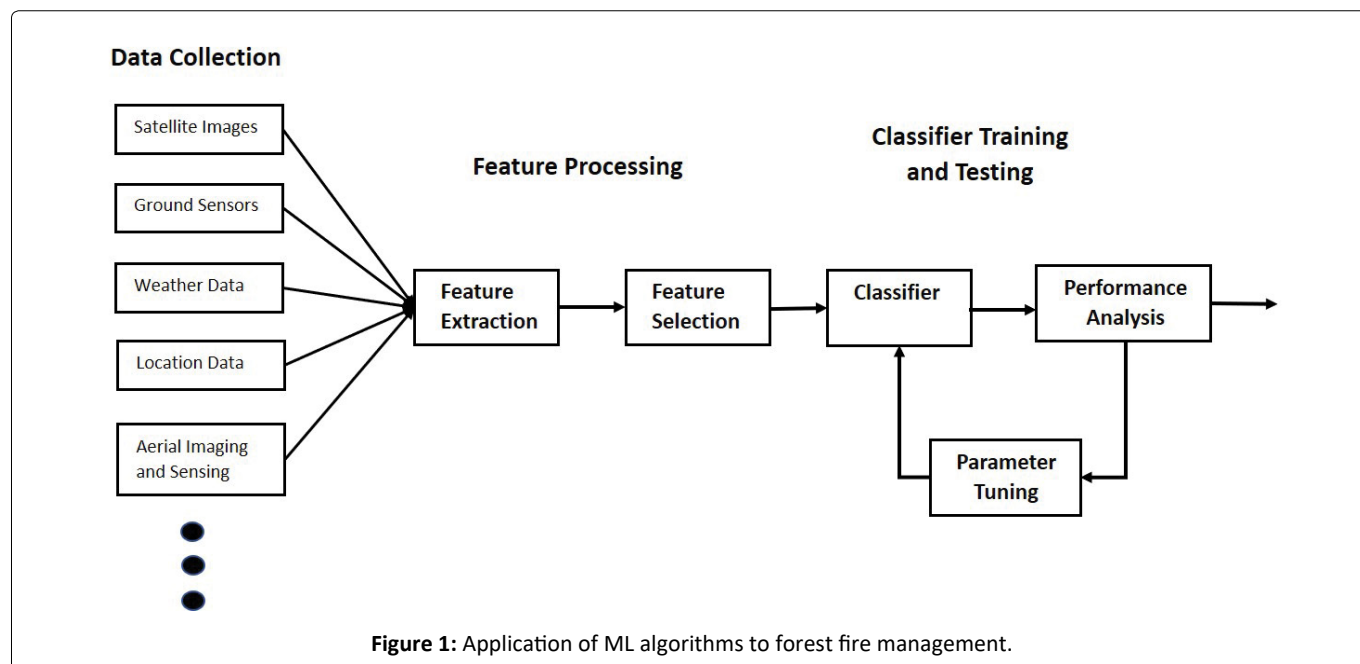 Data Collection
Satellite Images
Ground Sensors
Weather Data
Location Data
Aerial Imaging
and Sensing
Feature Processing
Feature
Extraction
Feature
Selection
Classifier Training
and Testing
Classifier
Performance
Analysis
Parameter
Tuning
Figure 1: Application of ML algorithms to forest fire management.